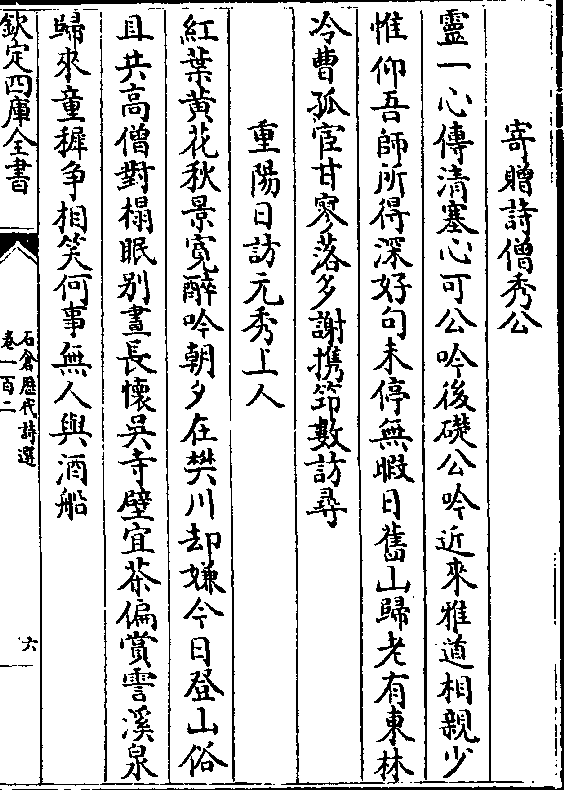 寄贈詩僧秀公
靈一心傳清塞心可公吟後礎公吟近來雅道相親少
惟仰吾師所得深好句未停無暇日舊山歸老有東林
冷曹孤宦甘寥落多謝携筇數訪尋
重陽日訪元秀上人
紅葉黄花秋景寛醉吟朝夕在樊川却嫌今日登山俗
且共高僧對榻眠别畫長懷吳寺壁宜茶偏賞霅溪泉
歸來童穉争相笑何事無人與酒船
欽定四庫全書
石倉歷代詩選
卷一百二
六